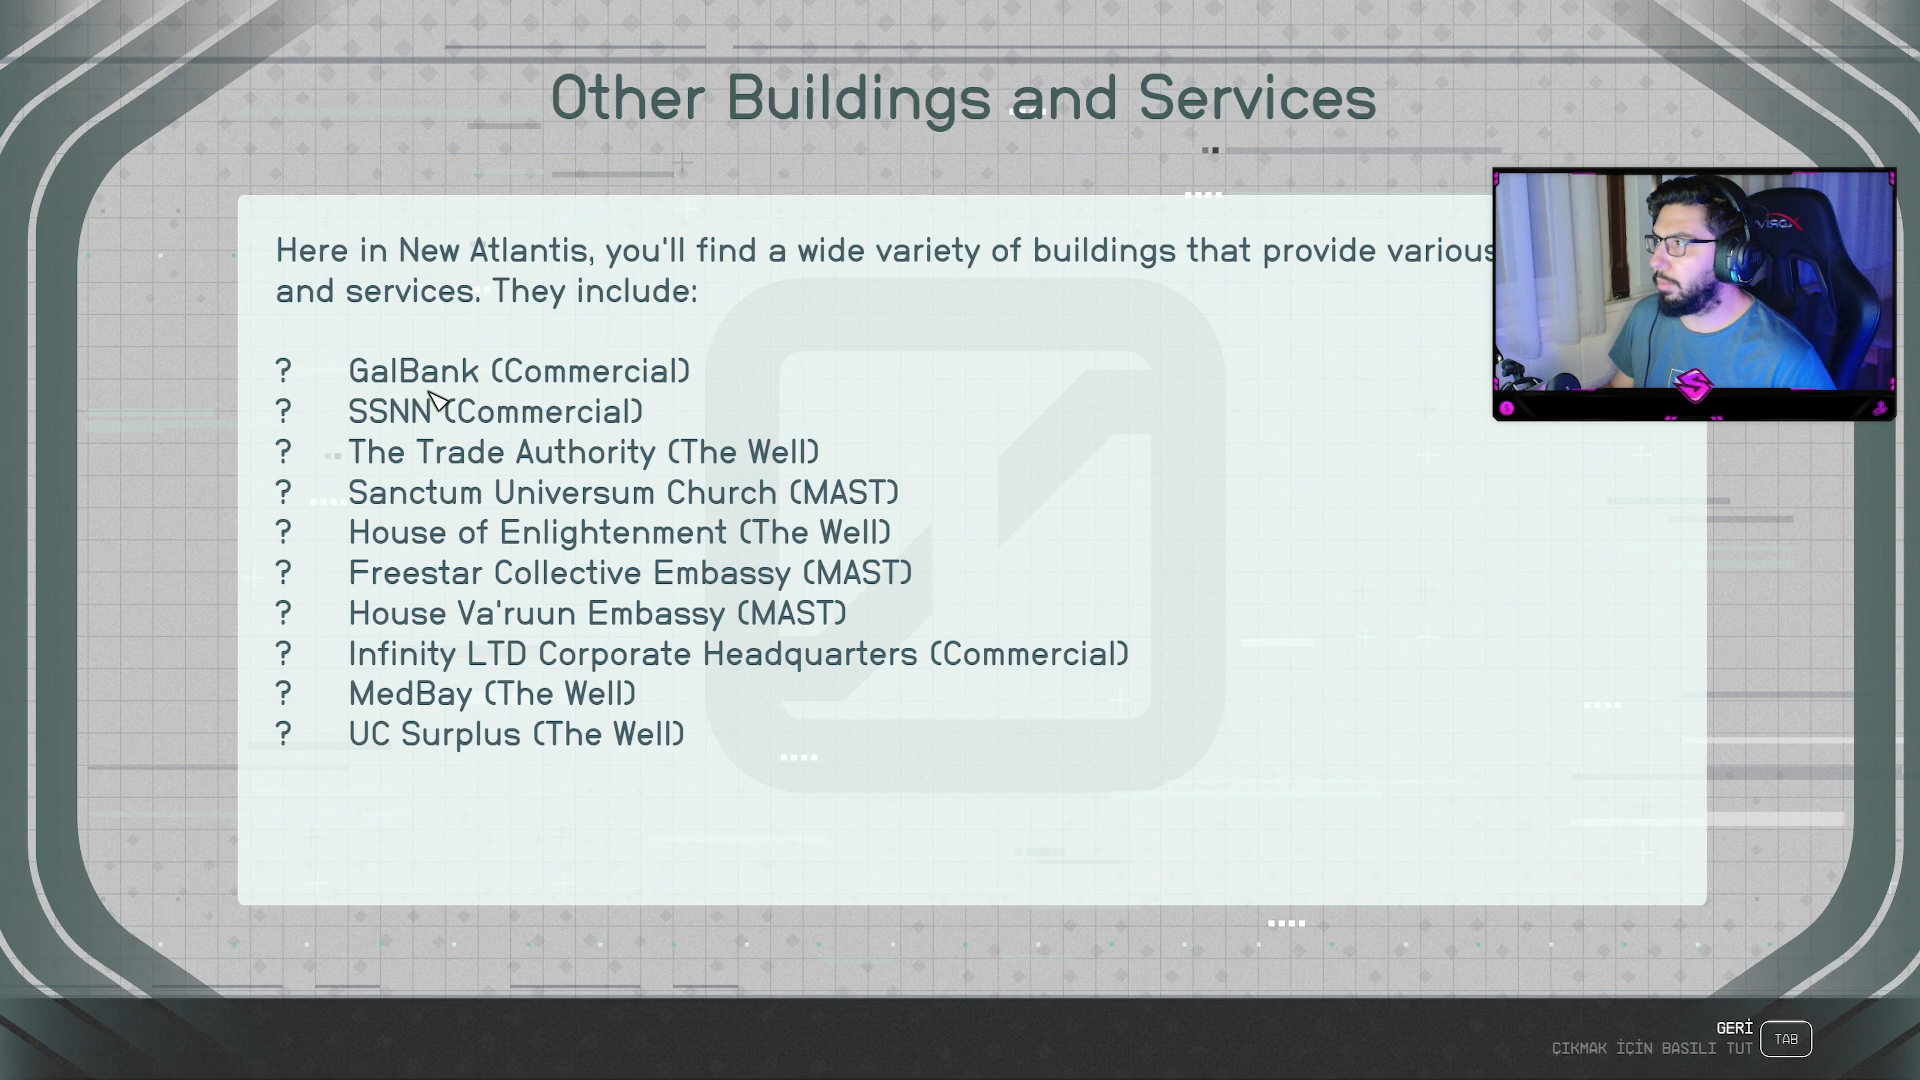 Other Buildings and Services
Here in New Atlantis, you'll find a wide variety of buildings that provide various
and services. They include:
? GalBank (Commercial)
? SSNN (Commercial)
? The Trade Authority (The Well)
? Sanctum Universum Church (MAST)
? House of Enlightenment (The Well)
? Freestar Collective Embassy (MAST)
? House Va'ruun Embassy (MAST)
? Infinity LTD Corporate Headquarters (Commercial)
? MedBay (The Well)
? UC Surplus (The Well)
GERİ
ÇIKMAK İÇİN BASILI TUT
TAB